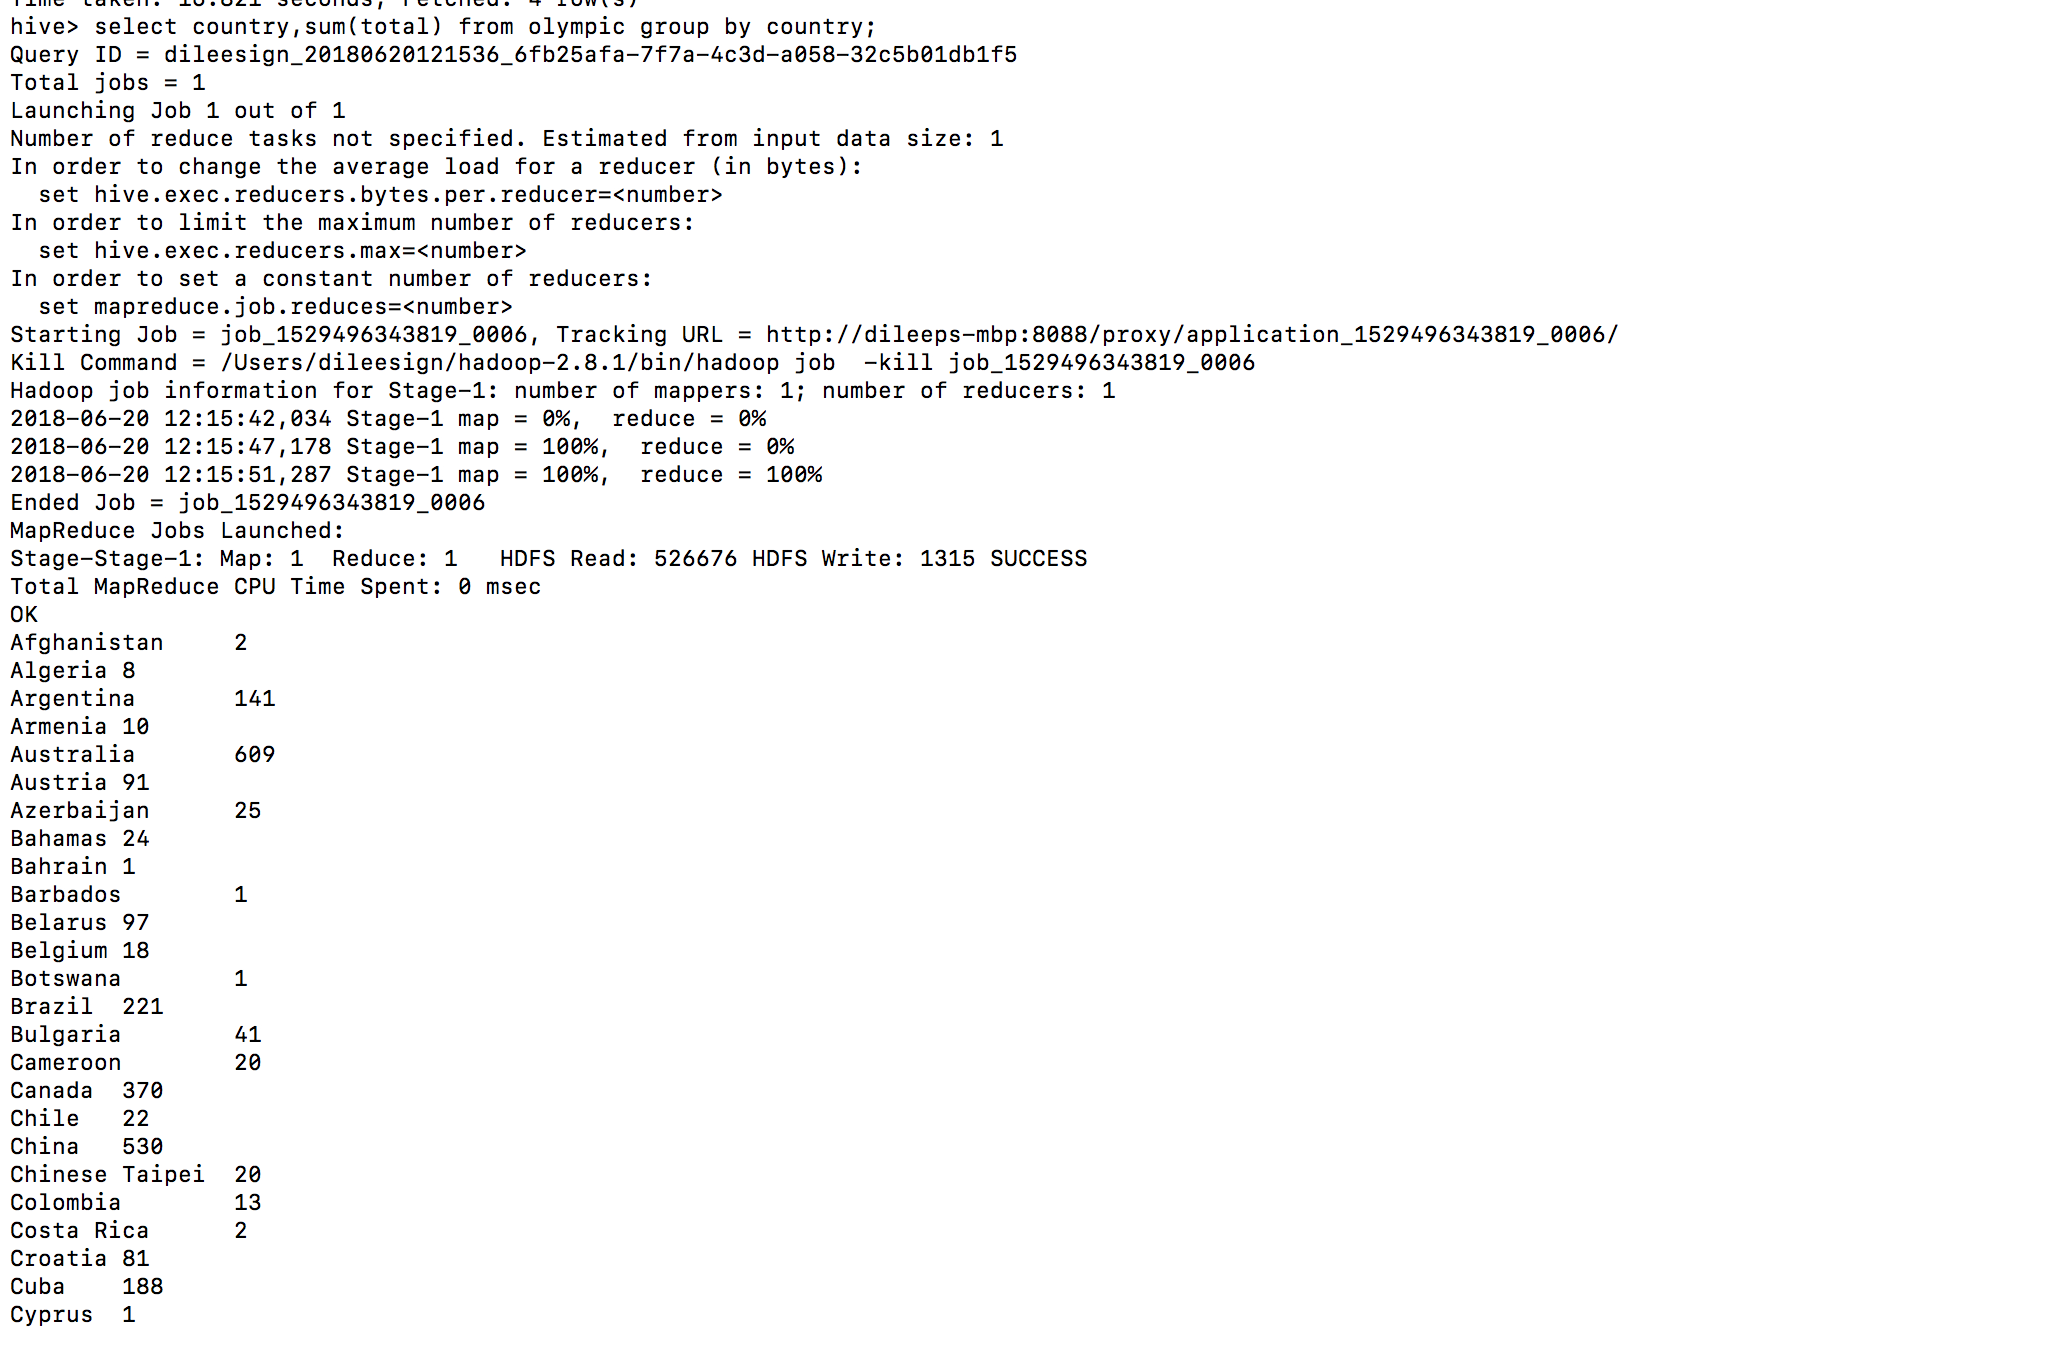 Time taken: 16.821 seconds, Fetched: 4 row(s)
hive> select country,sum(total) from olympic group by country;
Query ID = dileesign_20180620121536_6fb25afa-7f7a-4c3d-a058-32c5b01db1f5
Total jobs = 1
Launching Job 1 out of 1
Number of reduce tasks not specified. Estimated from input data size: 1
In order to change the average load for a reducer (in bytes):
  set hive.exec.reducers.bytes.per.reducer=<number>
In order to limit the maximum number of reducers:
  set hive.exec.reducers.max=<number>
In order to set a constant number of reducers:
  set mapreduce.job.reduces=<number>
Starting Job = job_1529496343819_0006, Tracking URL = http://dileeps-mbp:8088/proxy/application_1529496343819_0006/
Kill Command = /Users/dileesign/hadoop-2.8.1/bin/hadoop job  -kill job_1529496343819_0006
Hadoop job information for Stage-1: number of mappers: 1; number of reducers: 1
2018-06-20 12:15:42,034 Stage-1 map = 0%,  reduce = 0%
2018-06-20 12:15:47,178 Stage-1 map = 100%,  reduce = 0%
2018-06-20 12:15:51,287 Stage-1 map = 100%,  reduce = 100%
Ended Job = job_1529496343819_0006
MapReduce Jobs Launched:
Stage-Stage-1: Map: 1  Reduce: 1   HDFS Read: 526676 HDFS Write: 1315 SUCCESS
Total MapReduce CPU Time Spent: 0 msec
OK
Afghanistan     2
Algeria 8
Argentina       141
Armenia 10
Australia       609
Austria 91
Azerbaijan      25
Bahamas 24
Bahrain 1
Barbados        1
Belarus 97
Belgium 18
Botswana        1
Brazil  221
Bulgaria        41
Cameroon        20
Canada  370
Chile   22
China   530
Chinese Taipei  20
Colombia        13
Costa Rica      2
Croatia 81
Cuba    188
Cyprus  1